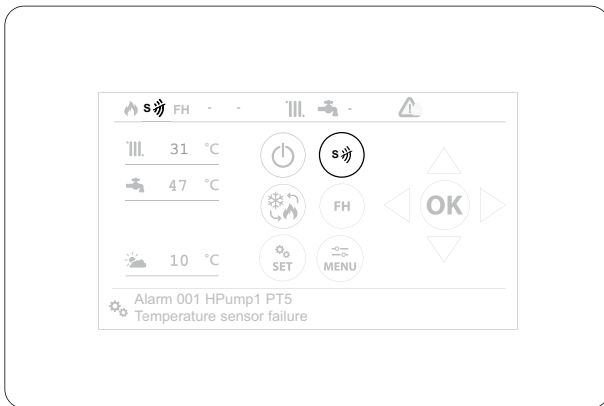 S FH - - -
31 °C
S
47 °C
FH
OK
10 °C
SET
MENU
Alarm 001 HPump1 PT5
Temperature sensor failure